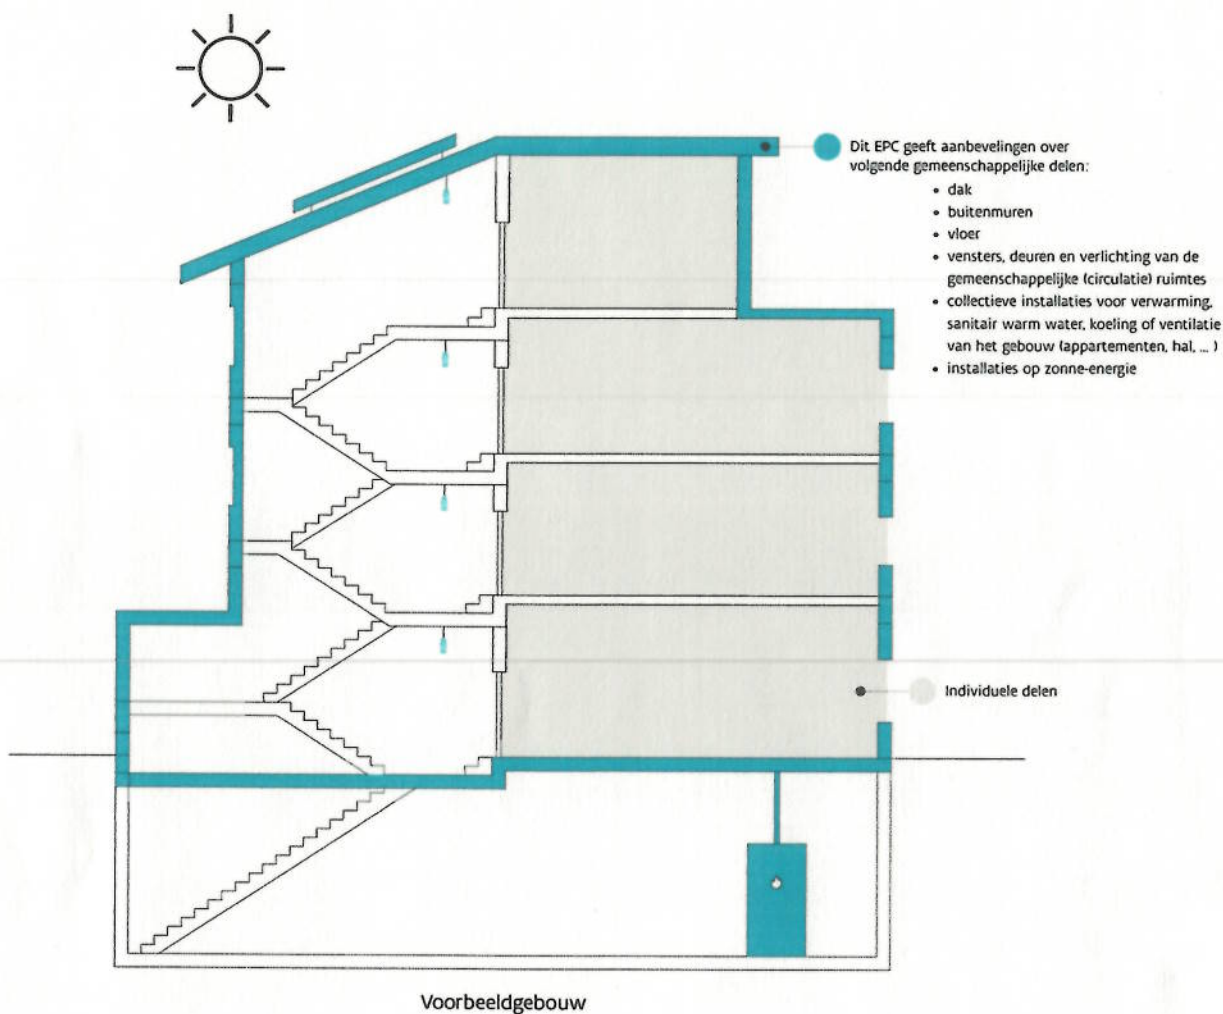 Dit EPC geeft aanbevelingen over
volgende gemeenschappelijke delen:
• dak
• buitenmuren
• vloer
• vensters, deuren en verlichting van de
gemeenschappelijke (circulatie) ruimtes
• collectieve installaties voor verwarming,
sanitair warm water, koeling of ventilatie
van het gebouw (appartementen, hal, ... )
• installaties op zonne-energie
Individuele delen
Voorbeeldgebouw